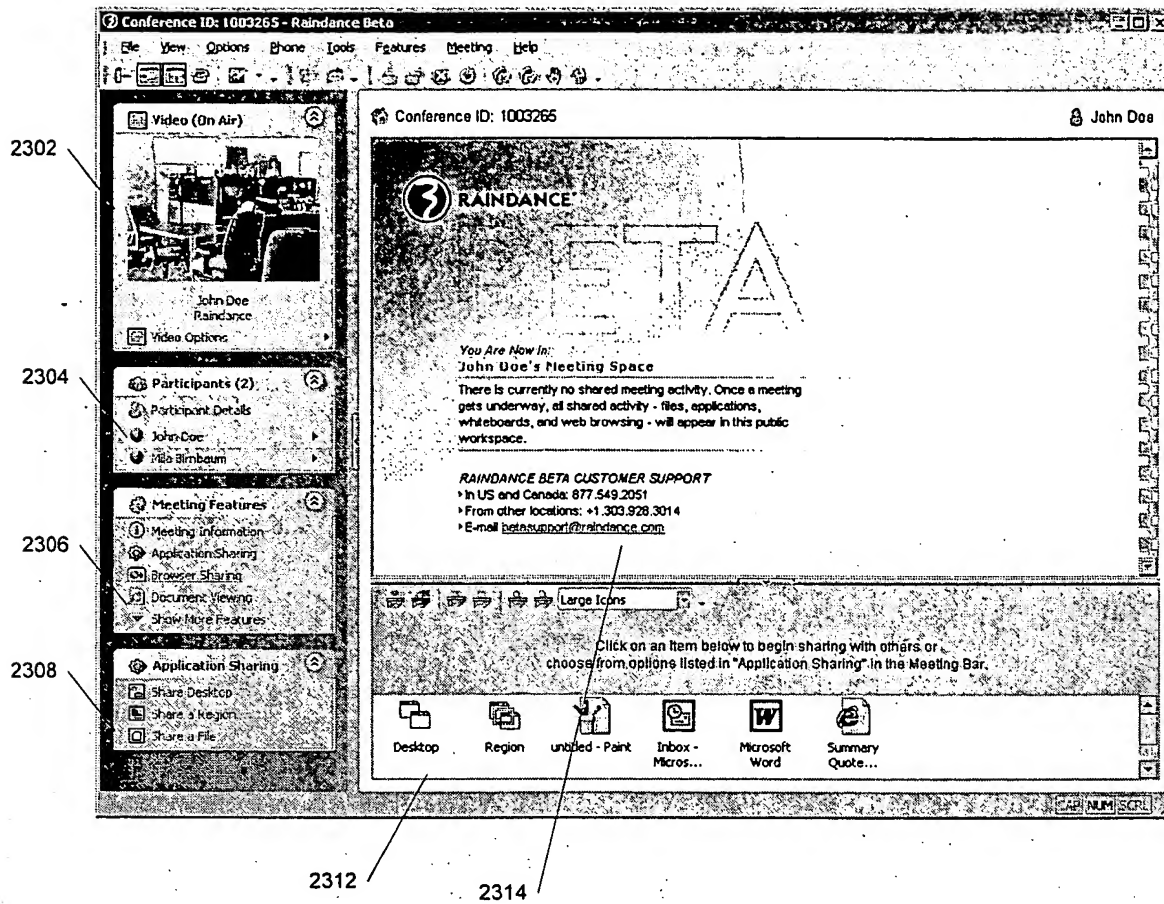 Conference ID: 1003265 - Raindance Beta
File View Options Phone Tools Features Meeting Help
2302
Video (On Air)
John Doe
Raindance
Video Options
2304
Participants (2)
Participant Details
John Doe
Milo Birnbaum
2306
Meeting Features
Meeting Information
Application Sharing
Browser Sharing
Document Viewing
Show More Features
2308
Application Sharing
Share Desktop
Share a Region
Share a File
Conference ID: 1003265
John Doe
RAINDANCE
ETA
You Are Now In:
John Doe's Meeting Space
There is currently no shared meeting activity. Once a meeting
gets underway, all shared activity - files, applications,
whiteboards, and web browsing - will appear in this public
workspace.
RAINDANCE BETA CUSTOMER SUPPORT
In US and Canada: 877.549.2051
From other locations: +1.303.928.3014
E-mail betasupport@raindance.com
Large Icons
Click on an item below to begin sharing with others or
choose from options listed in "Application Sharing" in the Meeting Bar.
Desktop
Region
untitled - Paint
Inbox -
Micros...
Microsoft
Word
Summary
Quote...
CAP NUM SCRL
2312
2314